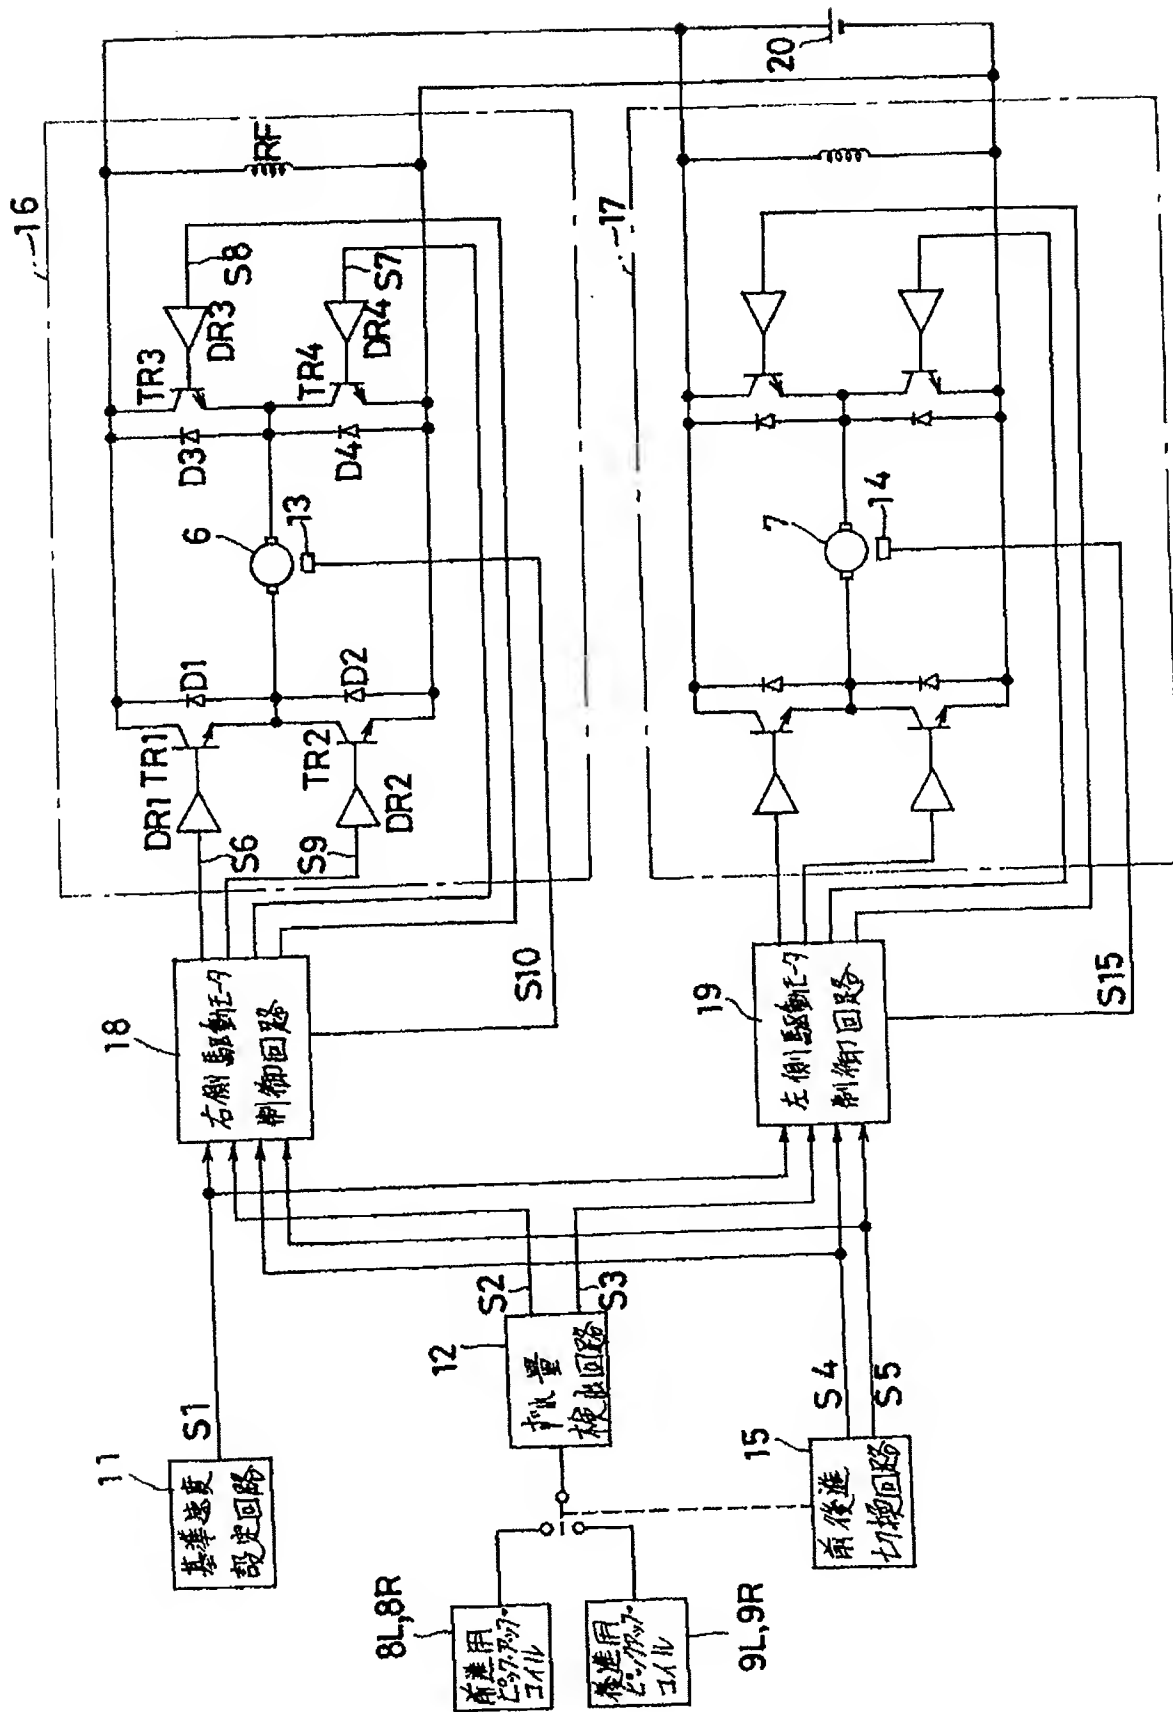 11
基準速度
設定回路
S1
8L,8R
前進用
ピックアップ
コイル
9L,9R
後進用
ピックアップ
コイル
12
ずれ量
検出回路
S2
S3
15
前後進
切換回路
S4
S5
18
右側駆動モータ
制御回路
S10
19
左側駆動モータ
制御回路
S15
16
DR1
TR1
D1
S6
S9
TR2
D2
DR2
6
13
TR3
D3
DR3
S8
TR4
D4
DR4
S7
RF
17
7
14
20